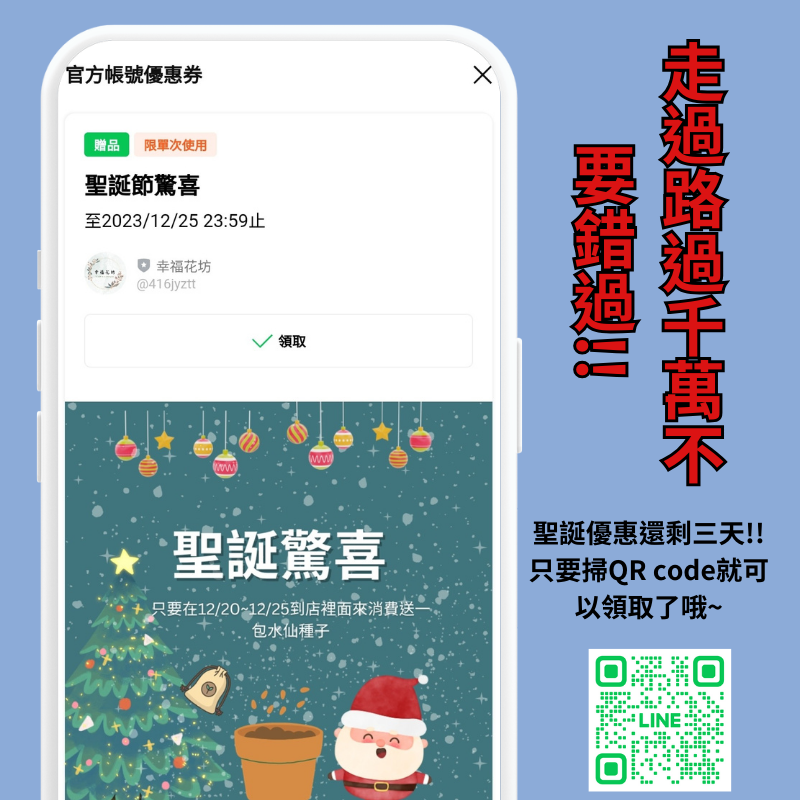 官方帳號優惠券
贈品
限單次使用
聖誕節驚喜
至2023/12/25 23:59止
幸福花坊
幸福花坊
@416jyztt
領取
聖誕驚喜
只要在12/20~12/25到店裡面來消費送一
包水仙種子
走過路過千萬不
要錯過!!
聖誕優惠還剩三天!!
只要掃QR code就可
以領取了哦~
LINE